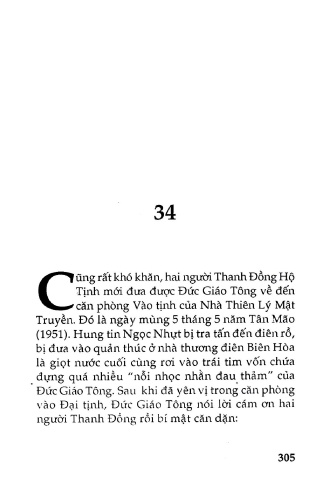 34
Cũng rất khó khăn, hai người Thanh Đồng Hộ
Tịnh mới đưa được Đức Giáo Tông về đến
căn phòng Vào tịnh của Nhà Thiên Lý Mật
Truyền. Đó là ngày mùng 5 tháng 5 năm Tân Mão
(1951). Hung tin Ngọc Nhựt bị tra tấn đến điên rồ,
bị đưa vào quản thúc ở nhà thương điên Biên Hòa
là giọt nước cuối cùng rơi vào trái tim vốn chứa
đựng quá nhiều “nỗi nhọc nhằn đau thảm” của
Đức Giáo Tông. Sau khi đã yên vị trong căn phòng
vào Đại tịnh, Đức Giáo Tông nói lời cám ơn hai
người Thanh Đồng rồi bí mật căn dặn:
305